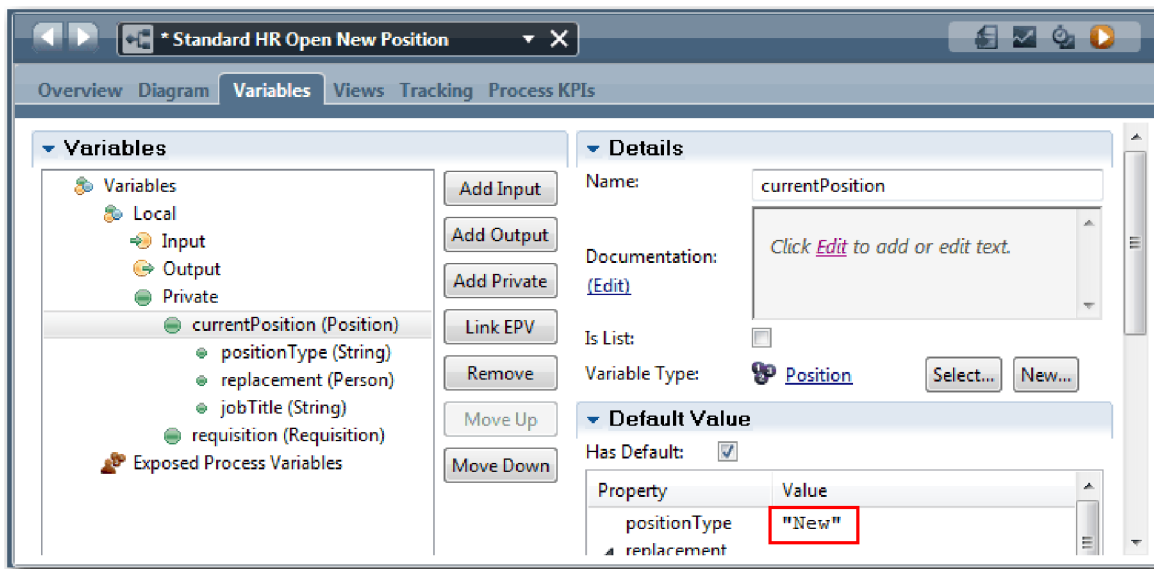 * Standard HR Open New Position
Overview Diagram Variables Views Tracking Process KPIs
Variables
Variables
Local
Input
Output
Private
currentPosition (Position)
positionType (String)
replacement (Person)
jobTitle (String)
requisition (Requisition)
Exposed Process Variables
Add Input
Add Output
Add Private
Link EPV
Remove
Move Up
Move Down
Details
Name: currentPosition
Documentation:
(Edit)
Click Edit to add or edit text.
Is List:
Variable Type: Position Select... New...
Default Value
Has Default:
Property Value
positionType "New"
replacement